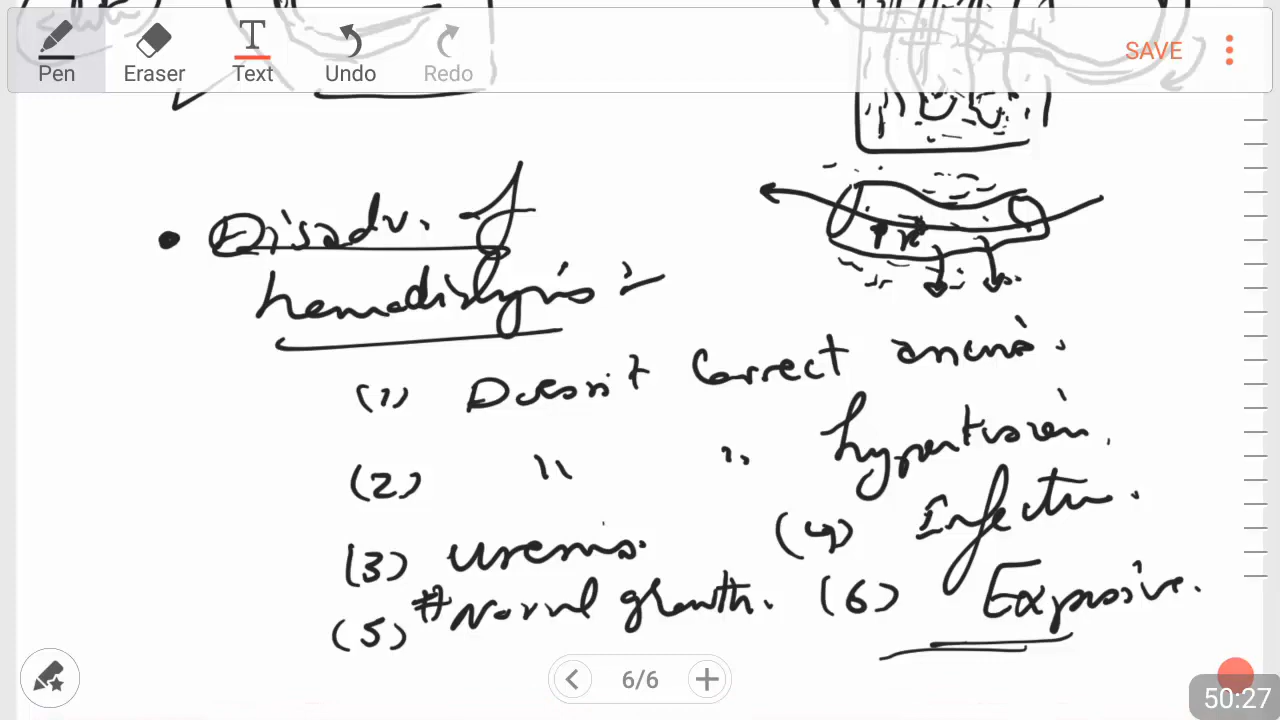 Pen Eraser Text Undo Redo SAVE
• Disadv. of
hemodialysis :-
(1) Doesn't correct anemia.
(2) " " hypertension.
(3) Uremia. (4) Infection.
(5) # Normal growth. (6) Expensive.
6/6
50:27